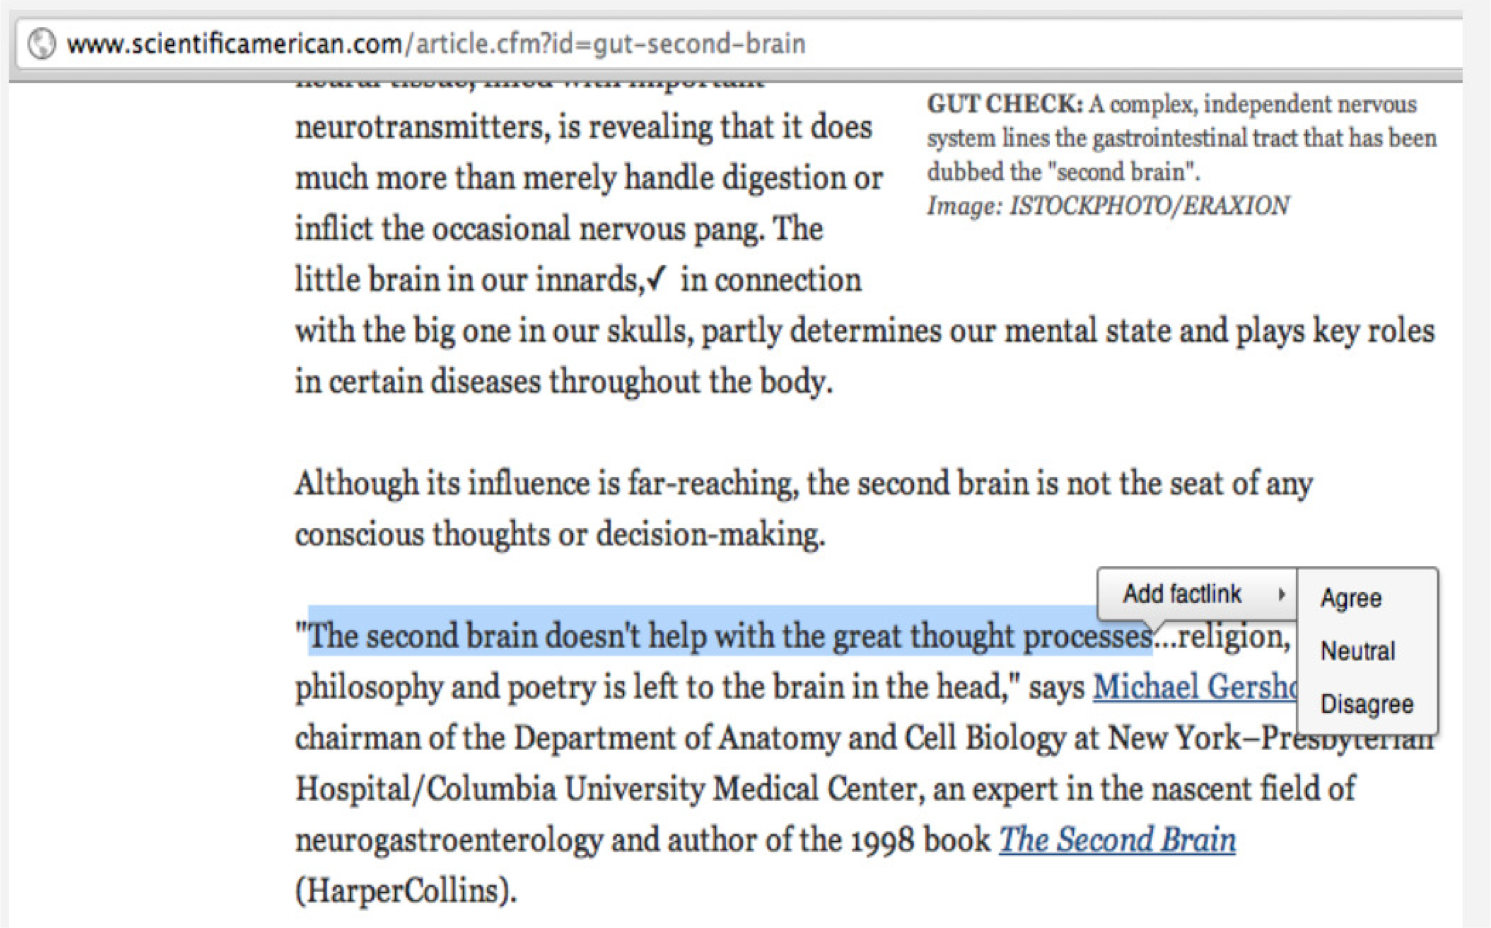 www.scientificamerican.com/article.cfm?id=gut-second-brain
neural tissue, filled with important
neurotransmitters, is revealing that it does
much more than merely handle digestion or
inflict the occasional nervous pang. The
little brain in our innards,✓ in connection
with the big one in our skulls, partly determines our mental state and plays key roles
in certain diseases throughout the body.
GUT CHECK: A complex, independent nervous
system lines the gastrointestinal tract that has been
dubbed the "second brain".
Image: ISTOCKPHOTO/ERAXION
Although its influence is far-reaching, the second brain is not the seat of any
conscious thoughts or decision-making.
"The second brain doesn't help with the great thought processes...religion,
philosophy and poetry is left to the brain in the head," says Michael Gersho
chairman of the Department of Anatomy and Cell Biology at New York–Presbyterian
Hospital/Columbia University Medical Center, an expert in the nascent field of
neurogastroenterology and author of the 1998 book The Second Brain
(HarperCollins).
Add factlink
Agree
Neutral
Disagree